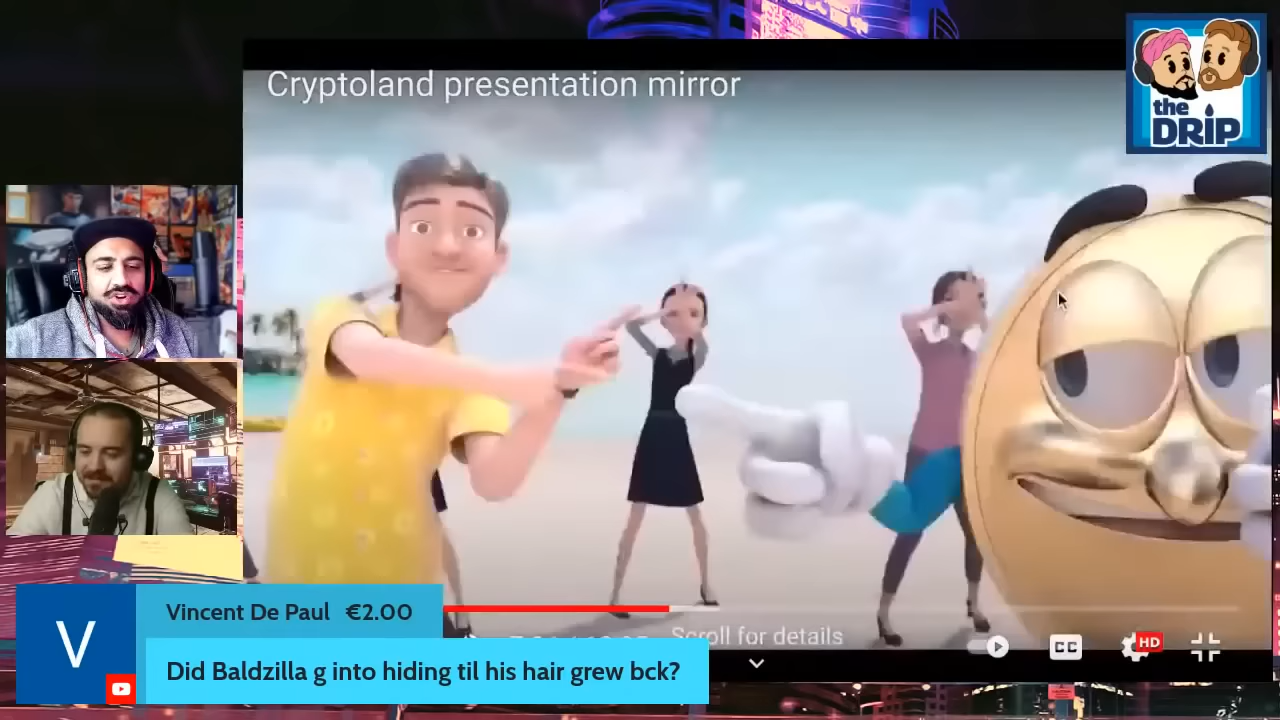 Cryptoland presentation mirror
the
DRIP
Scroll for details
CC
HD
V
Vincent De Paul €2.00
Did Baldzilla g into hiding til his hair grew bck?